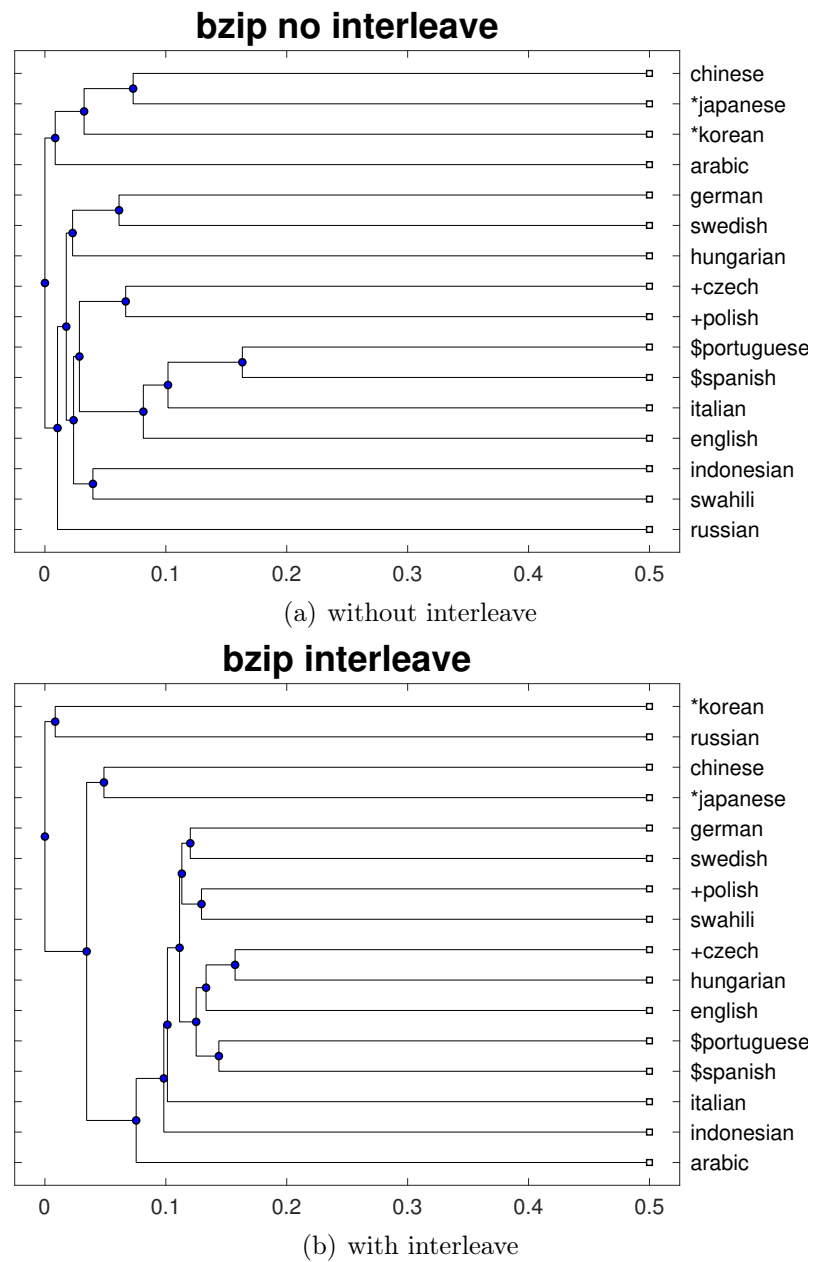 bzip no interleave
chinese
*japanese
*korean
arabic
german
swedish
hungarian
+czech
+polish
$portuguese
$spanish
italian
english
indonesian
swahili
russian
0 0.1 0.2 0.3 0.4 0.5
(a) without interleave
bzip interleave
*korean
russian
chinese
*japanese
german
swedish
+polish
swahili
+czech
hungarian
english
$portuguese
$spanish
italian
indonesian
arabic
0 0.1 0.2 0.3 0.4 0.5
(b) with interleave